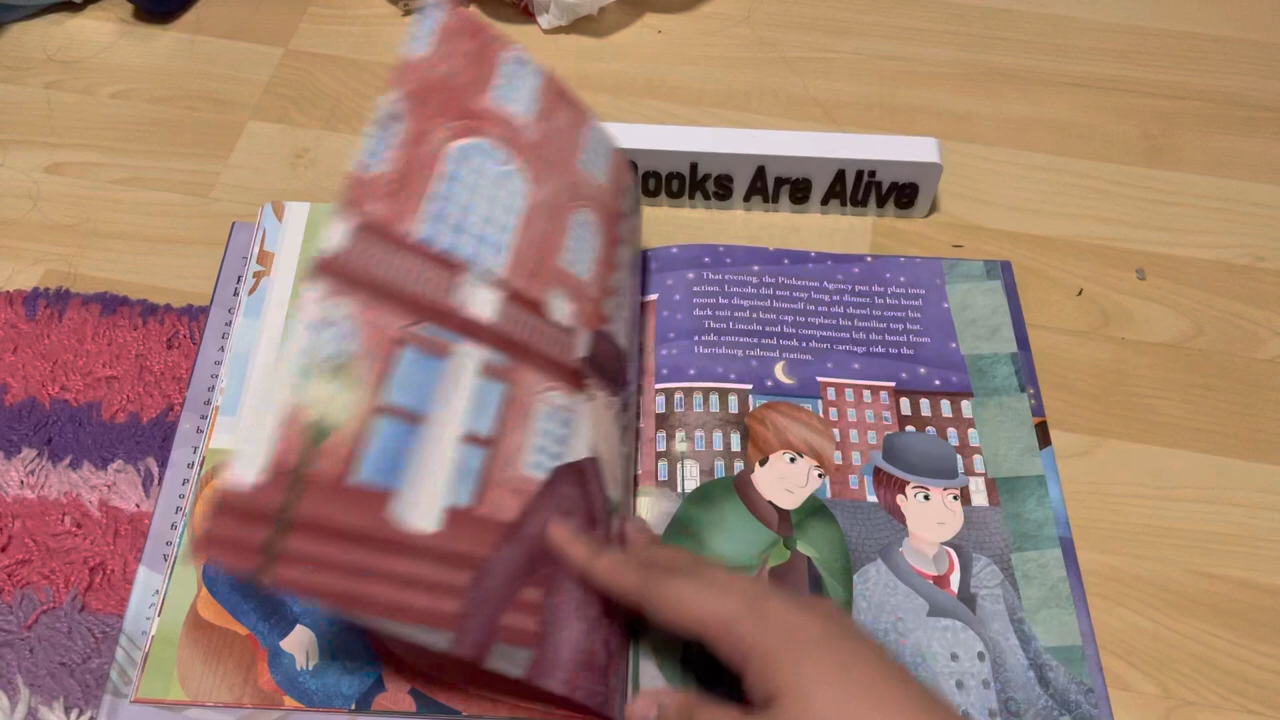 ooks Are Alive
That evening, the Pinkerton Agency put the plan into
action. Lincoln did not stay long at dinner. In his hotel
room he disguised himself in an old shawl to cover his
dark suit and a knit cap to replace his familiar top hat.
Then Lincoln and his companions left the hotel from
a side entrance and took a short carriage ride to the
Harrisburg railroad station.